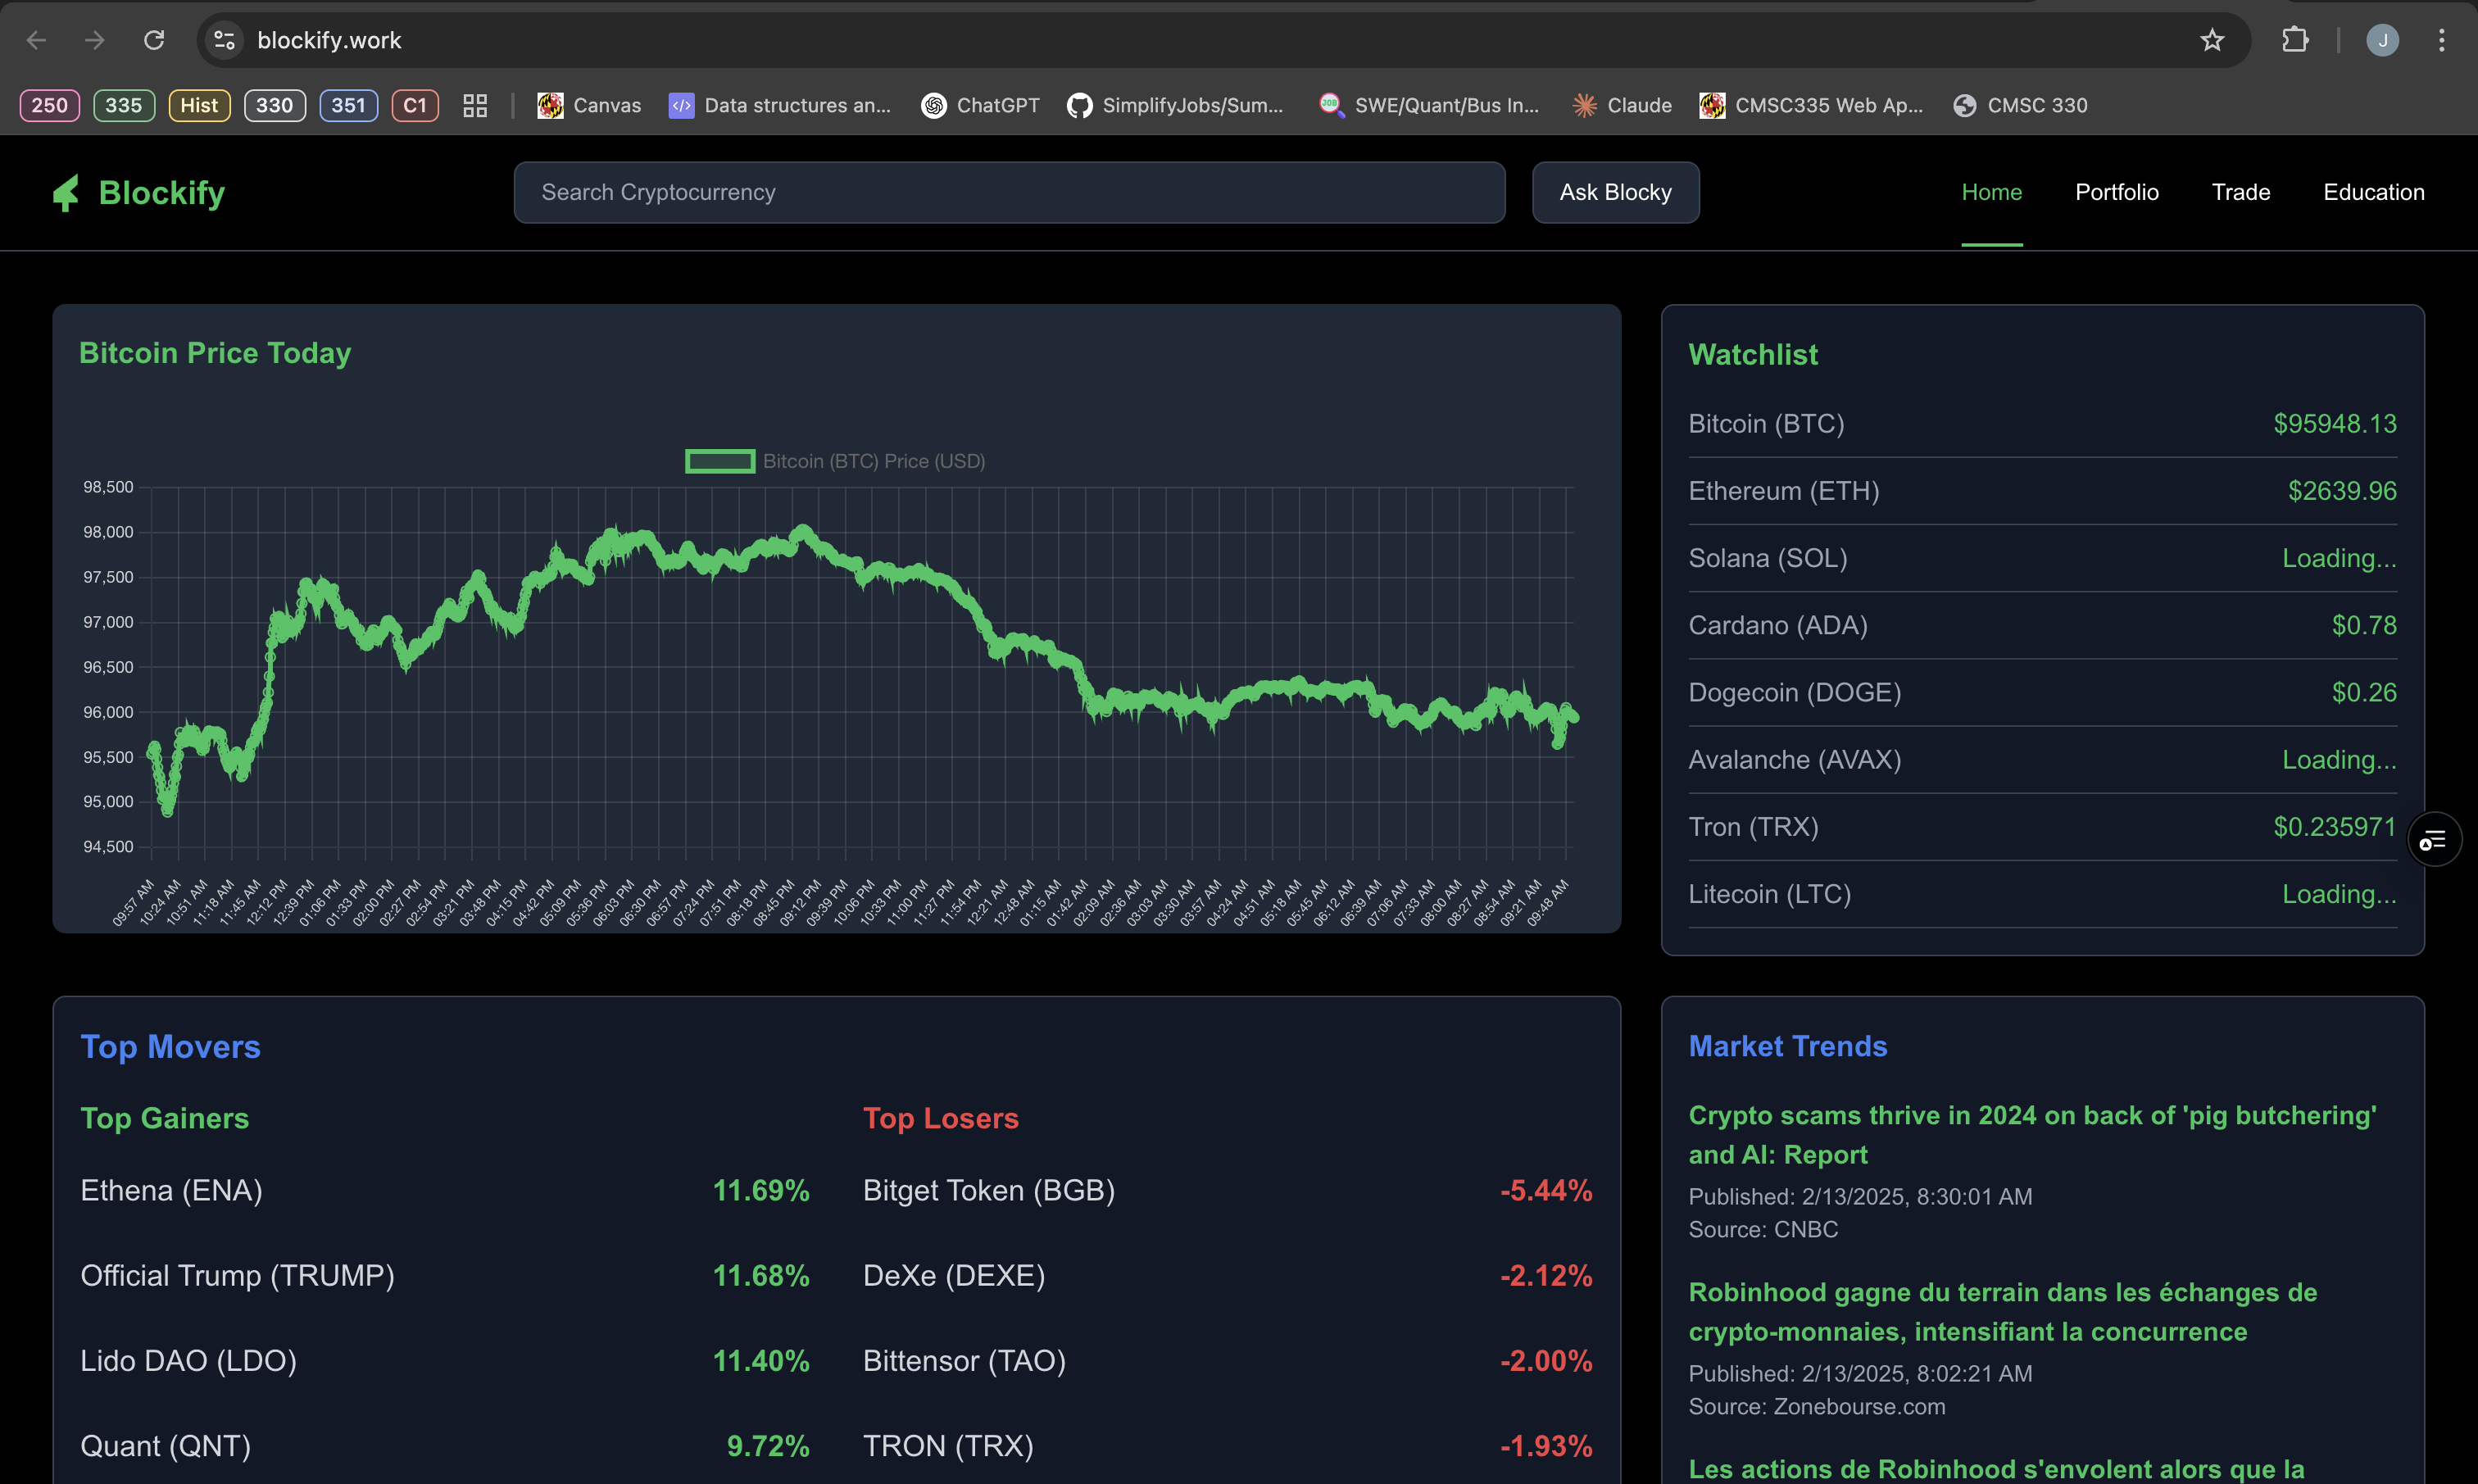 blockify.work
J
250 335 Hist 330 351 C1 Canvas Data structures an... ChatGPT SimplifyJobs/Sum... JOB SWE/Quant/Bus In... Claude CMSC335 Web Ap... CMSC 330
Blockify
Search Cryptocurrency
Ask Blocky
Home Portfolio Trade Education
Bitcoin Price Today
Bitcoin (BTC) Price (USD)
98,500
98,000
97,500
97,000
96,500
96,000
95,500
95,000
94,500
09:57 AM 10:24 AM 10:51 AM 11:18 AM 11:45 AM 12:12 PM 12:39 PM 01:06 PM 01:33 PM 02:00 PM 02:27 PM 02:54 PM 03:21 PM 03:48 PM 04:15 PM 04:42 PM 05:09 PM 05:36 PM 06:03 PM 06:30 PM 06:57 PM 07:24 PM 07:51 PM 08:18 PM 08:45 PM 09:12 PM 09:39 PM 10:06 PM 10:33 PM 11:00 PM 11:27 PM 11:54 PM 12:21 AM 12:48 AM 01:15 AM 01:42 AM 02:09 AM 02:36 AM 03:03 AM 03:30 AM 03:57 AM 04:24 AM 04:51 AM 05:18 AM 05:45 AM 06:12 AM 06:39 AM 07:06 AM 07:33 AM 08:00 AM 08:27 AM 08:54 AM 09:21 AM 09:48 AM
Watchlist
Bitcoin (BTC) $95948.13
Ethereum (ETH) $2639.96
Solana (SOL) Loading...
Cardano (ADA) $0.78
Dogecoin (DOGE) $0.26
Avalanche (AVAX) Loading...
Tron (TRX) $0.235971
Litecoin (LTC) Loading...
Top Movers
Top Gainers
Ethena (ENA) 11.69%
Official Trump (TRUMP) 11.68%
Lido DAO (LDO) 11.40%
Quant (QNT) 9.72%
Top Losers
Bitget Token (BGB) -5.44%
DeXe (DEXE) -2.12%
Bittensor (TAO) -2.00%
TRON (TRX) -1.93%
Market Trends
Crypto scams thrive in 2024 on back of 'pig butchering'
and AI: Report
Published: 2/13/2025, 8:30:01 AM
Source: CNBC
Robinhood gagne du terrain dans les échanges de
crypto-monnaies, intensifiant la concurrence
Published: 2/13/2025, 8:02:21 AM
Source: Zonebourse.com
Les actions de Robinhood s'envolent alors que la